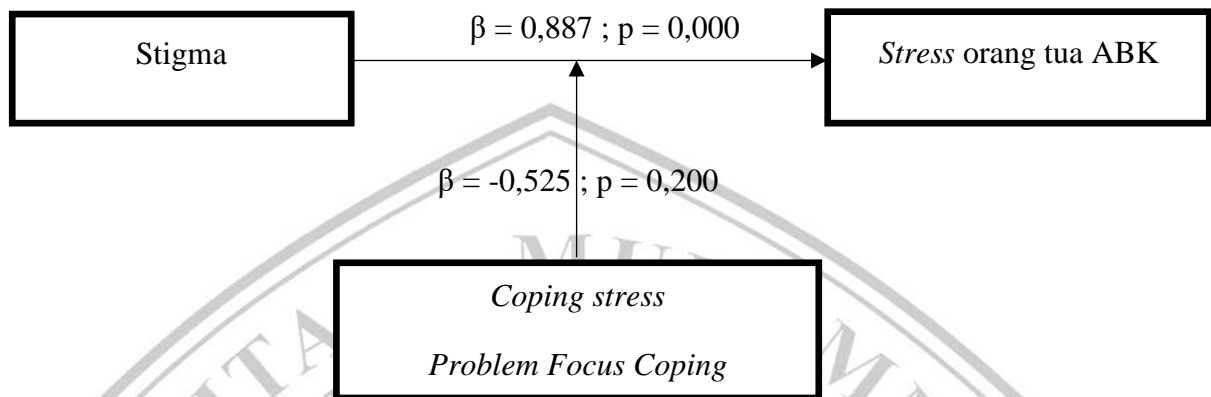 β = 0,887 ; p = 0,000
Stigma
Stress orang tua ABK
β = -0,525 ; p = 0,200
Coping stress
Problem Focus Coping